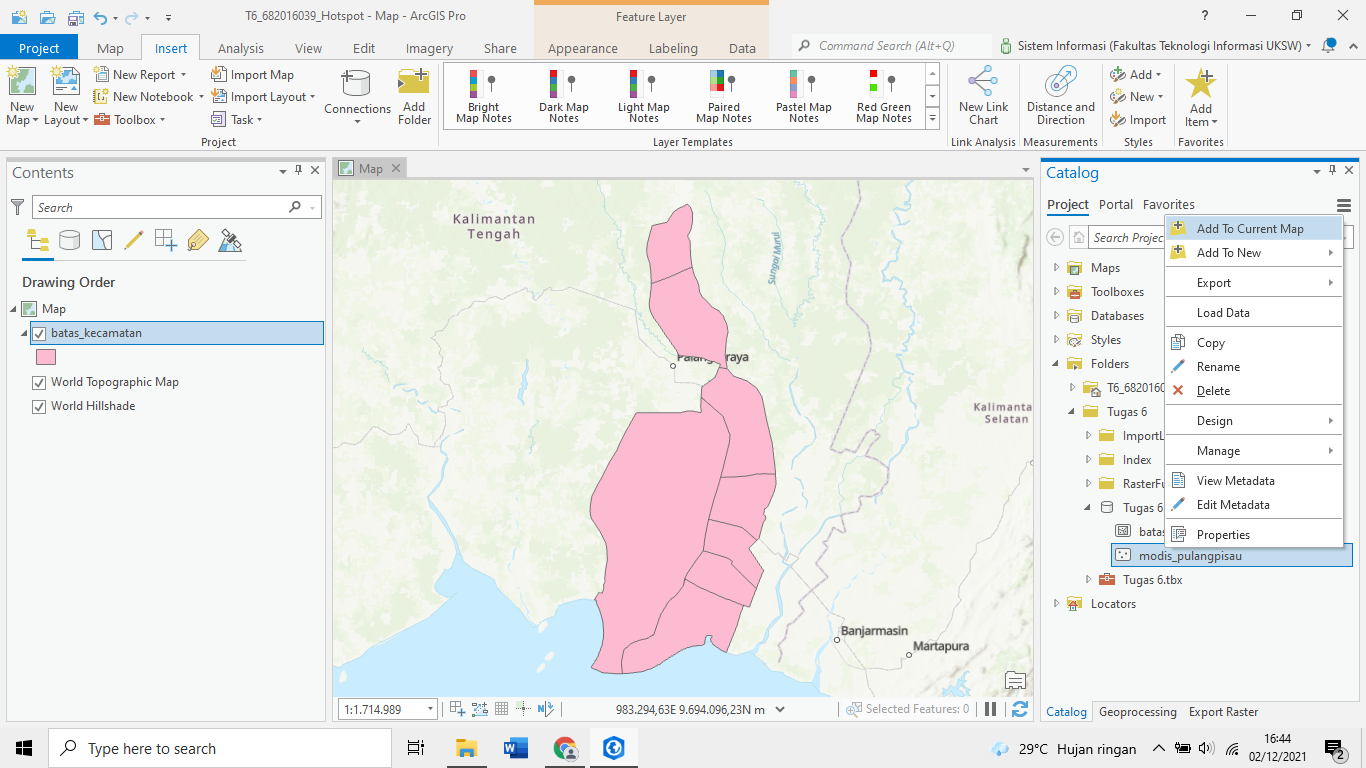 T6_682016039_Hotspot - Map - ArcGIS Pro
Feature Layer
?
Project
Map
Insert
Analysis
View
Edit
Imagery
Share
Appearance
Labeling
Data
Command Search (Alt+Q)
Sistem Informasi (Fakultas Teknologi Informasi UKSW)
New Map
New Layout
New Report
New Notebook
Toolbox
Import Map
Import Layout
Task
Connections
Add Folder
Bright Map Notes
Dark Map Notes
Light Map Notes
Paired Map Notes
Pastel Map Notes
Red Green Map Notes
New Link Chart
Distance and Direction
Add
New
Import
Add Item
Project
Layer Templates
Link Analysis
Measurements
Styles
Favorites
Contents
Search
Drawing Order
Map
batas_kecamatan
World Topographic Map
World Hillshade
Map
Kalimantan
Tengah
Sungai Murui
Kalimanta
Selatan
Banjarmasin
Martapura
1:1.714.989
983.294,63E 9.694.096,23N m
Selected Features: 0
Catalog
Project
Portal
Favorites
Search Projec
Maps
Toolboxes
Databases
Styles
Folders
T6_6820160
Tugas 6
ImportL
Index
RasterFu
Tugas 6
batas
modis_pulangpisau
Tugas 6.tbx
Locators
Add To Current Map
Add To New
Export
Load Data
Copy
Rename
Delete
Design
Manage
View Metadata
Edit Metadata
Properties
Catalog
Geoprocessing
Export Raster
Type here to search
29°C Hujan ringan
16:44
02/12/2021
2